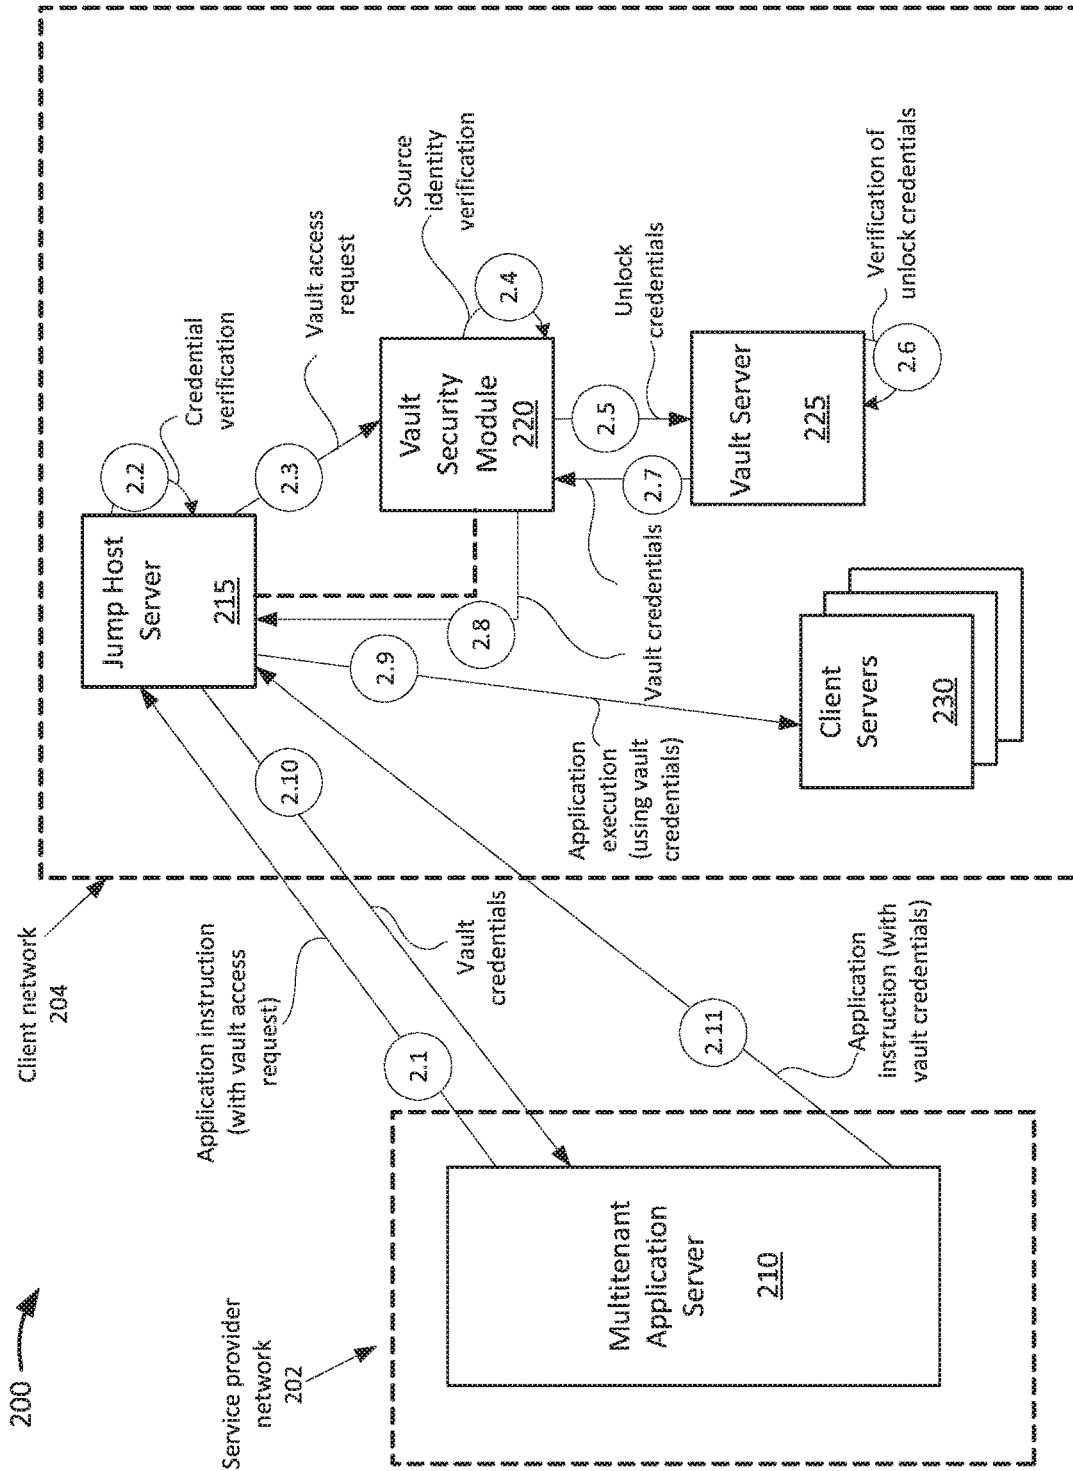 200
Service provider
network
202
Multitenant
Application
Server
210
Client network
204
Application instruction
(with vault access
request)
2.1
2.10
Vault
credentials
2.11
Application
instruction (with
vault credentials)
Jump Host
Server
215
2.2
Credential
verification
2.3
Vault access
request
Vault
Security
Module
220
Source
identity
verification
2.4
2.5
Unlock
credentials
Vault Server
225
2.6
Verification of
unlock credentials
2.7
Vault credentials
2.8
2.9
Application
execution
(using vault
credentials)
Client
Servers
230